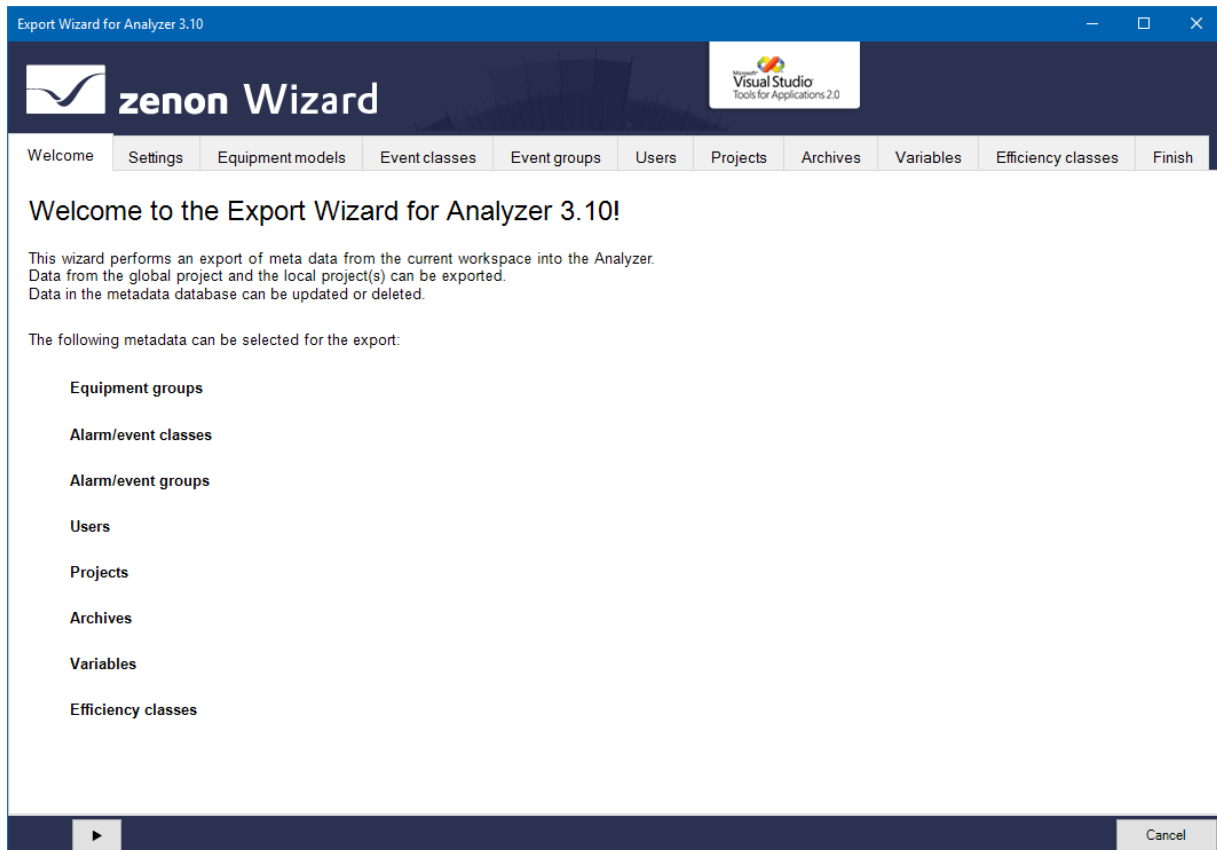 Export Wizard for Analyzer 3.10
zenon Wizard
Microsoft
Visual Studio
Tools for Applications 2.0
Welcome Settings Equipment models Event classes Event groups Users Projects Archives Variables Efficiency classes Finish
Welcome to the Export Wizard for Analyzer 3.10!
This wizard performs an export of meta data from the current workspace into the Analyzer.
Data from the global project and the local project(s) can be exported.
Data in the metadata database can be updated or deleted.
The following metadata can be selected for the export:
Equipment groups
Alarm/event classes
Alarm/event groups
Users
Projects
Archives
Variables
Efficiency classes
Cancel